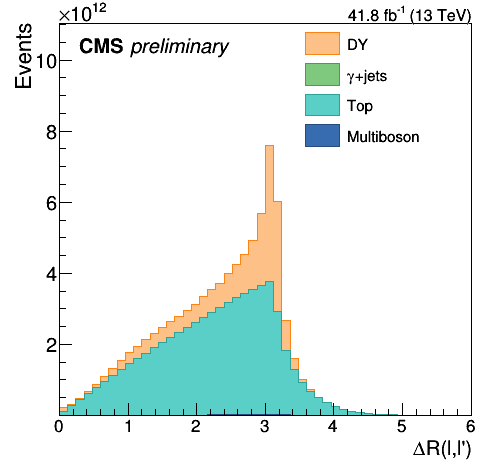 ×10¹²
41.8 fb⁻¹ (13 TeV)
Events
CMS preliminary
DY
γ+jets
Top
Multiboson
10
8
6
4
2
0 1 2 3 4 5 6
ΔR(l,l')